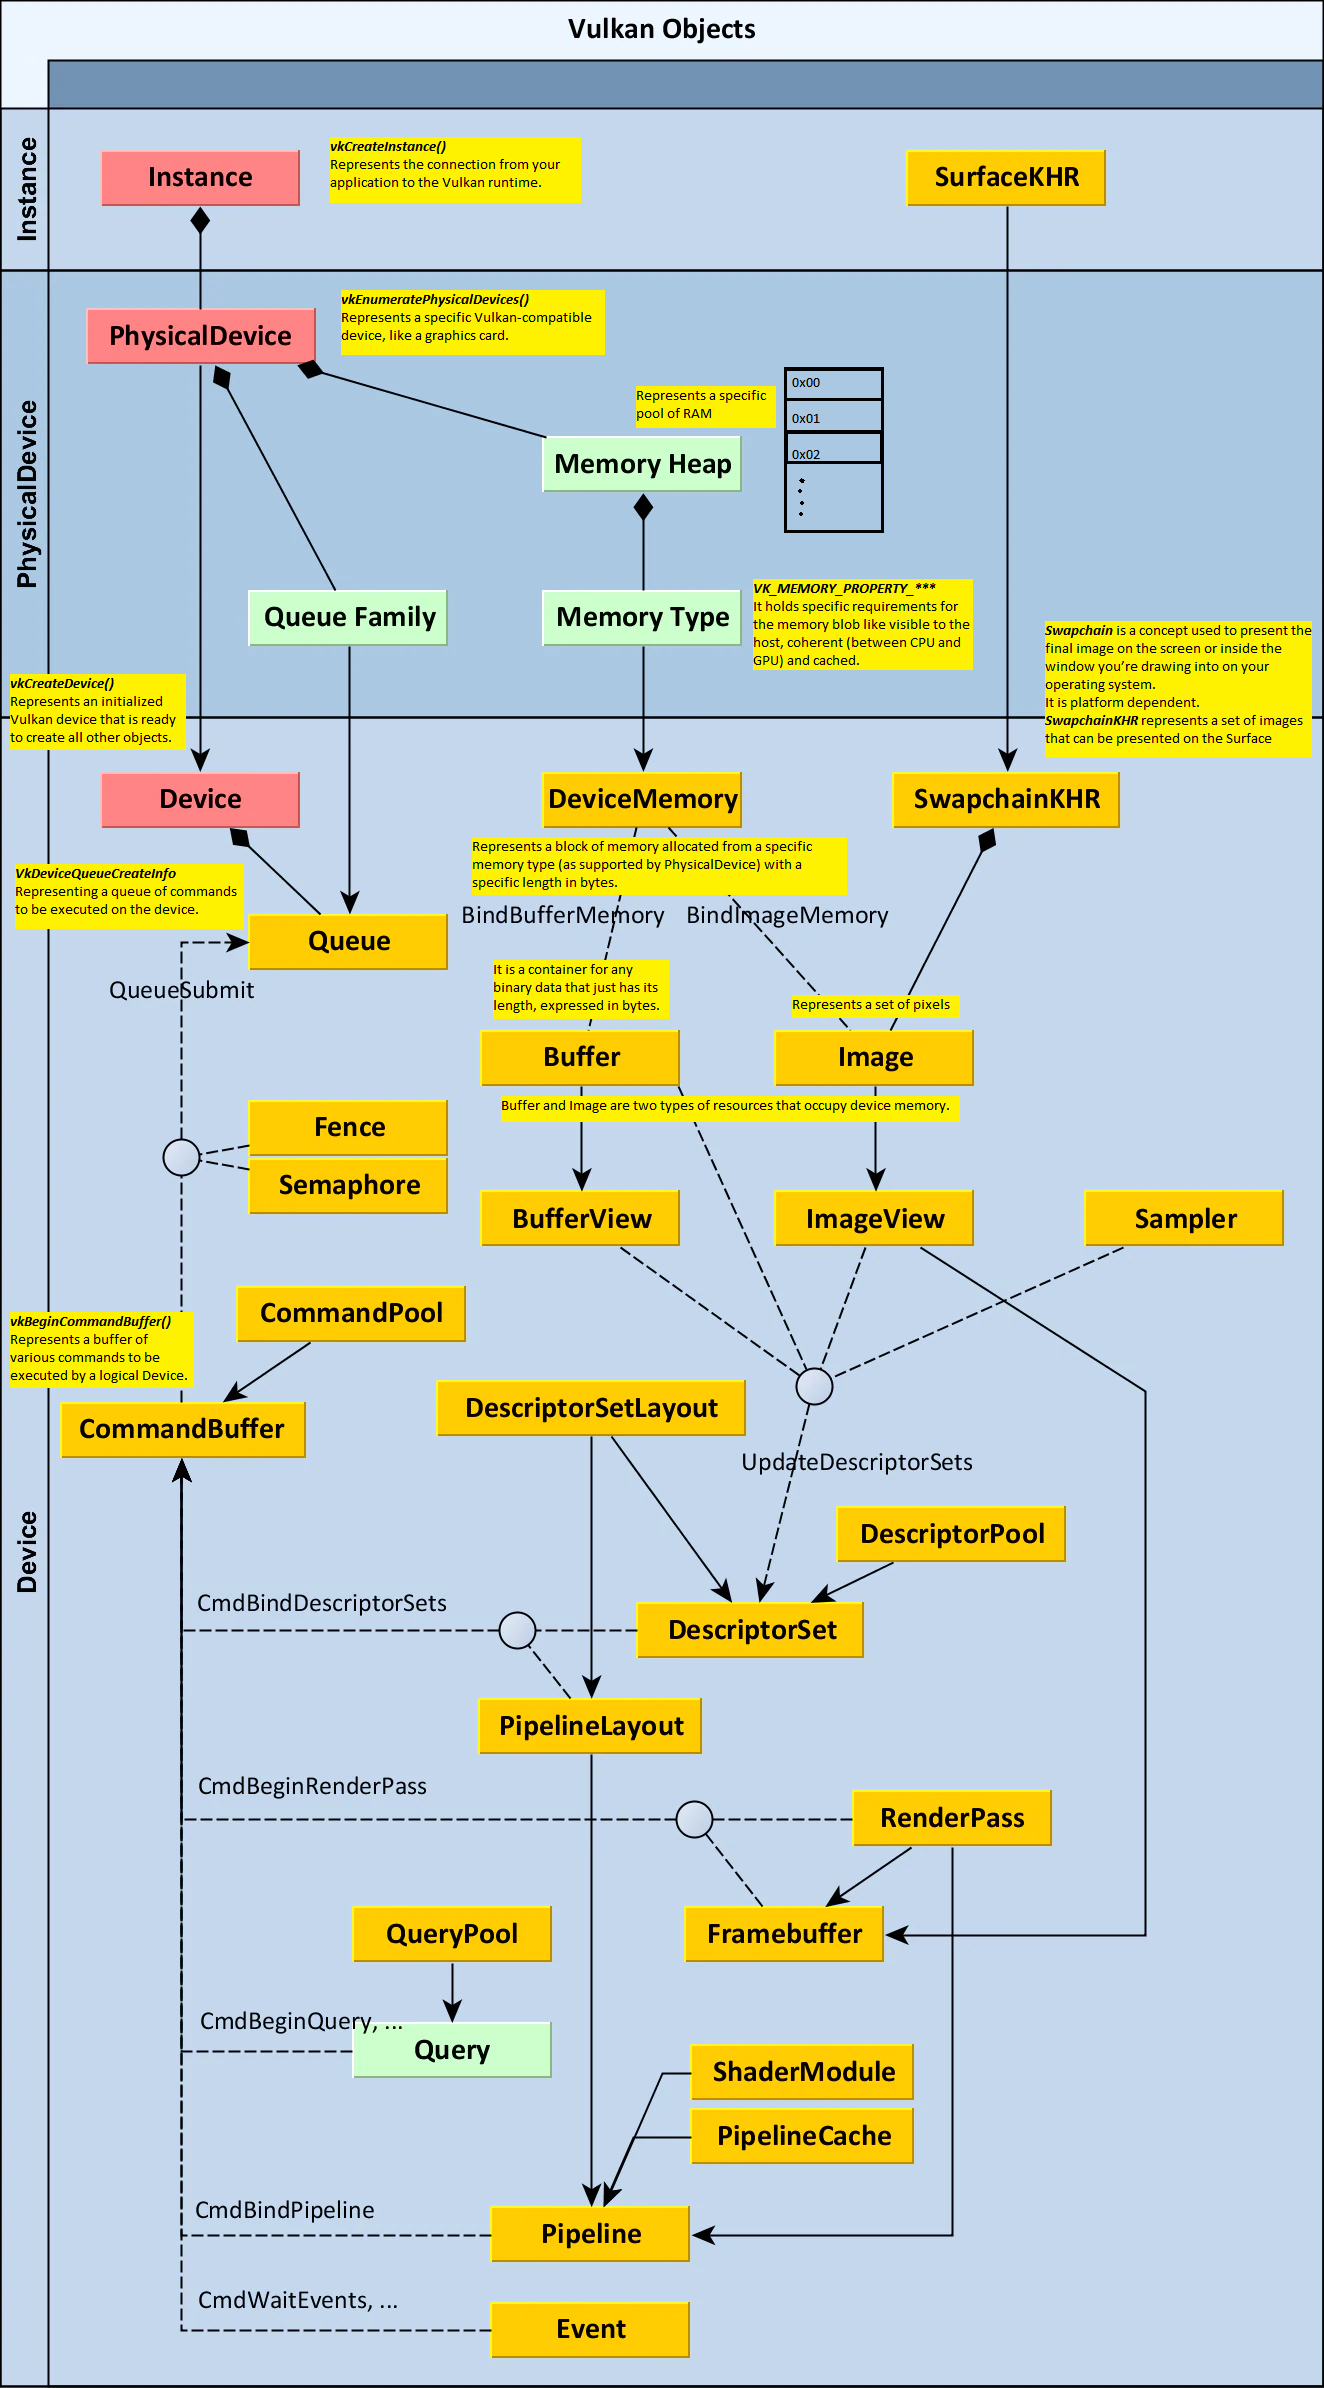 Vulkan Objects
Instance
Instance
vkCreateInstance()
Represents the connection from your
application to the Vulkan runtime.
SurfaceKHR
PhysicalDevice
PhysicalDevice
vkEnumeratePhysicalDevices()
Represents a specific Vulkan-compatible
device, like a graphics card.
Represents a specific
pool of RAM
0x00
0x01
0x02
Memory Heap
Queue Family
Memory Type
VK_MEMORY_PROPERTY_***
It holds specific requirements for
the memory blob like visible to the
host, coherent (between CPU and
GPU) and cached.
Swapchain is a concept used to present the
final image on the screen or inside the
window you're drawing into on your
operating system.
It is platform dependent.
SwapchainKHR represents a set of images
that can be presented on the Surface
vkCreateDevice()
Represents an initialized
Vulkan device that is ready
to create all other objects.
Device
Device
DeviceMemory
SwapchainKHR
Represents a block of memory allocated from a specific
memory type (as supported by PhysicalDevice) with a
specific length in bytes.
VkDeviceQueueCreateInfo
Representing a queue of commands
to be executed on the device.
BindBufferMemory
BindImageMemory
Queue
QueueSubmit
It is a container for any
binary data that just has its
length, expressed in bytes.
Represents a set of pixels
Buffer
Image
Buffer and Image are two types of resources that occupy device memory.
Fence
Semaphore
BufferView
ImageView
Sampler
CommandPool
vkBeginCommandBuffer()
Represents a buffer of
various commands to be
executed by a logical Device.
CommandBuffer
DescriptorSetLayout
UpdateDescriptorSets
DescriptorPool
CmdBindDescriptorSets
DescriptorSet
PipelineLayout
CmdBeginRenderPass
RenderPass
QueryPool
Framebuffer
CmdBeginQuery, ...
Query
ShaderModule
PipelineCache
CmdBindPipeline
Pipeline
CmdWaitEvents, ...
Event